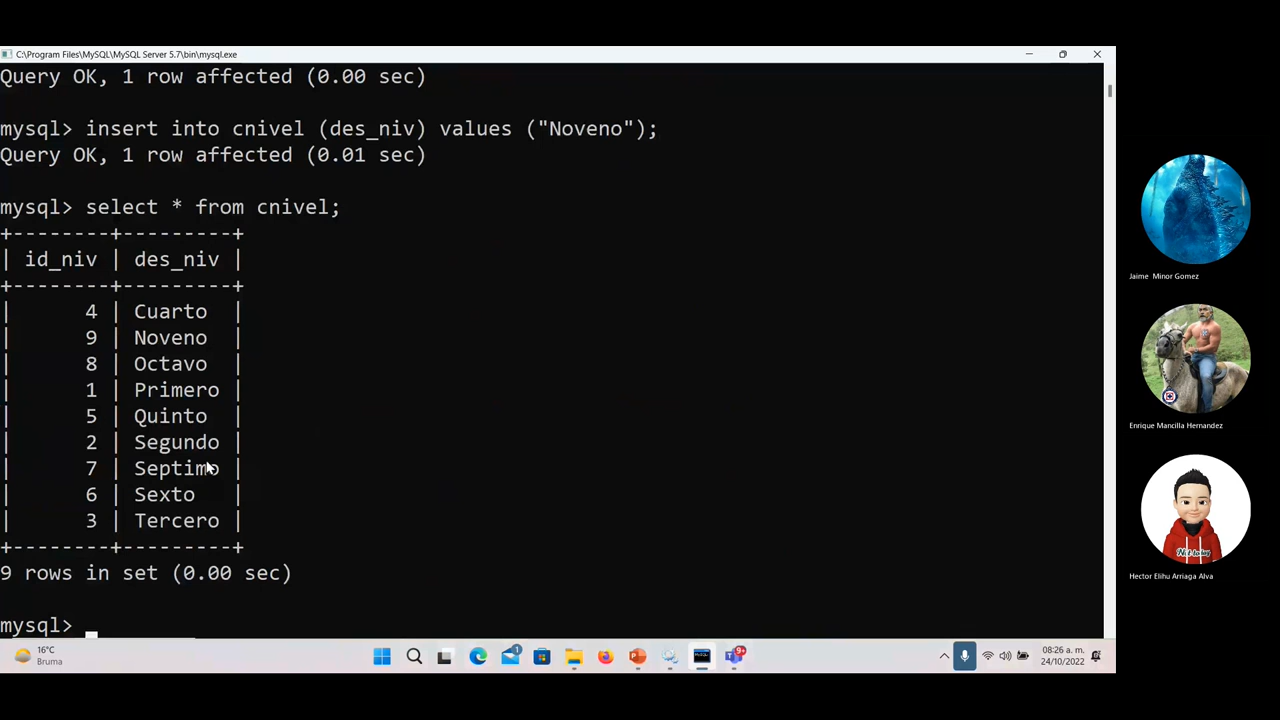 C:\Program Files\MySQL\MySQL Server 5.7\bin\mysql.exe
Query OK, 1 row affected (0.00 sec)
mysql> insert into cnivel (des_niv) values ("Noveno");
Query OK, 1 row affected (0.01 sec)
mysql> select * from cnivel;
+--------+---------+
| id_niv | des_niv |
+--------+---------+
|      4 | Cuarto  |
|      9 | Noveno  |
|      8 | Octavo  |
|      1 | Primero |
|      5 | Quinto  |
|      2 | Segundo |
|      7 | Septimo |
|      6 | Sexto   |
|      3 | Tercero |
+--------+---------+
9 rows in set (0.00 sec)
mysql>
Jaime Minor Gomez
Enrique Mancilla Hernandez
Not today
Hector Elihu Arriaga Alva
16°C
Bruma
1
9+
08:26 a. m.
24/10/2022